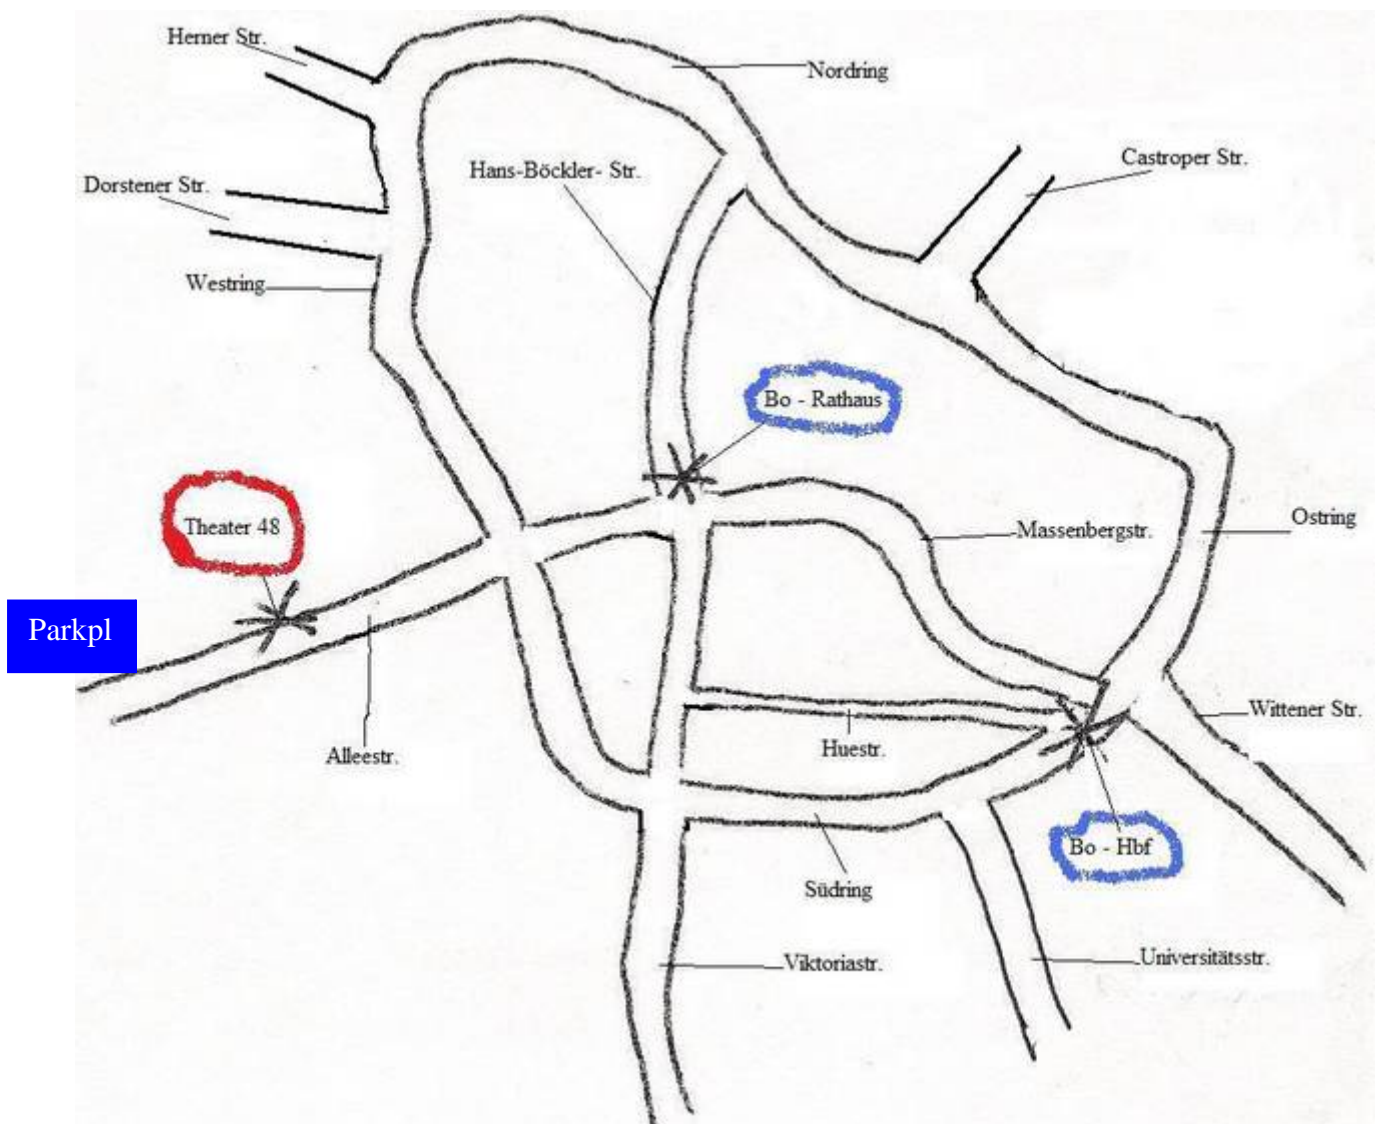 Herner Str.
Nordring
Castroper Str.
Hans-Böckler- Str.
Dorstener Str.
Westring
Bo - Rathaus
Theater 48
Ostring
Massenbergstr.
Parkpl
Wittener Str.
Huestr.
Alleestr.
Bo - Hbf
Südring
Universitätsstr.
Viktoriastr.